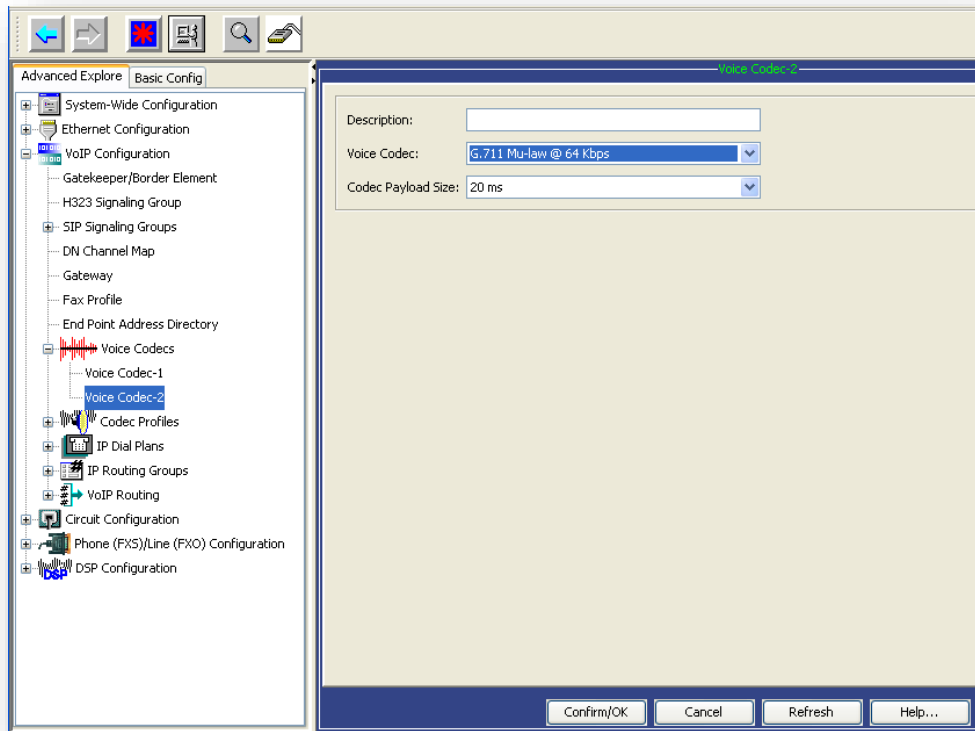 Advanced Explore Basic Config
System-Wide Configuration
Ethernet Configuration
VoIP Configuration
Gatekeeper/Border Element
H323 Signaling Group
SIP Signaling Groups
DN Channel Map
Gateway
Fax Profile
End Point Address Directory
Voice Codecs
Voice Codec-1
Voice Codec-2
Codec Profiles
IP Dial Plans
IP Routing Groups
VoIP Routing
Circuit Configuration
Phone (FXS)/Line (FXO) Configuration
DSP DSP Configuration
Voice Codec-2
Description:
Voice Codec: G.711 Mu-law @ 64 Kbps
Codec Payload Size: 20 ms
Confirm/OK Cancel Refresh Help...